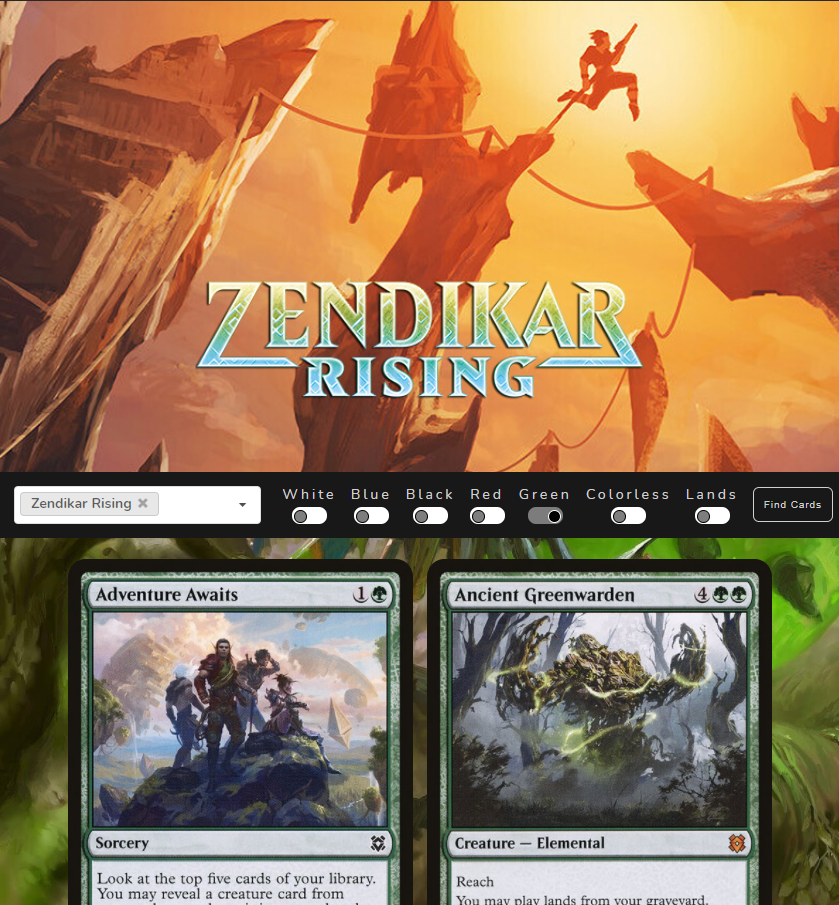 ZENDIKAR
RISING
Zendikar Rising ×
White Blue Black Red Green Colorless Lands
Find Cards
Adventure Awaits 1
Sorcery
Look at the top five cards of your library.
You may reveal a creature card from
Ancient Greenwarden 4
Creature — Elemental
Reach
You may play lands from your graveyard.